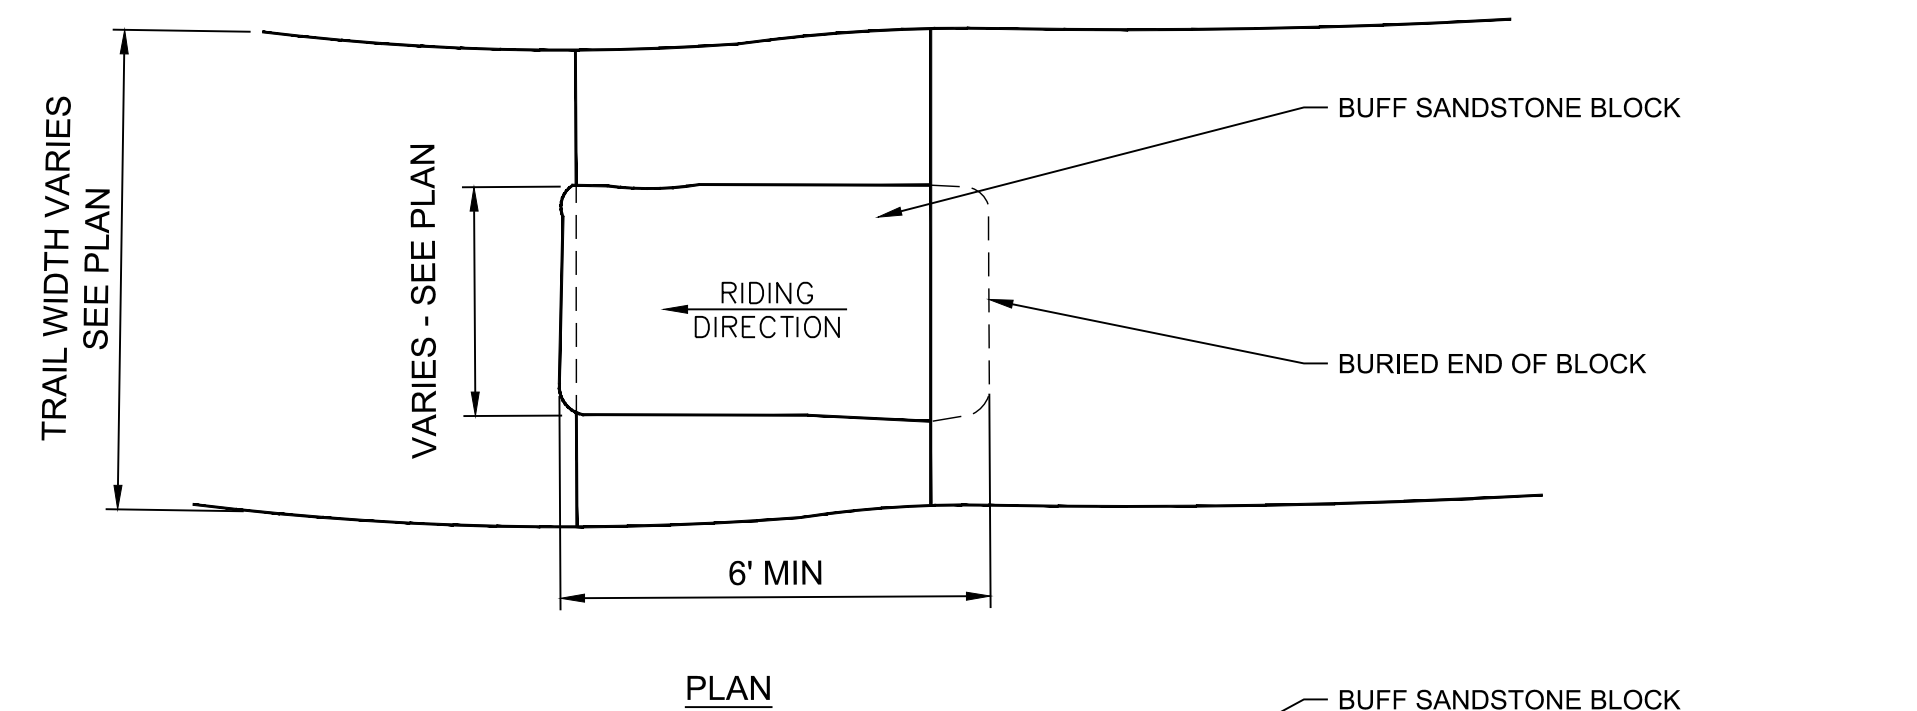 TRAIL WIDTH VARIES
SEE PLAN
VARIES - SEE PLAN
BUFF SANDSTONE BLOCK
RIDING
DIRECTION
BURIED END OF BLOCK
6' MIN
PLAN
BUFF SANDSTONE BLOCK